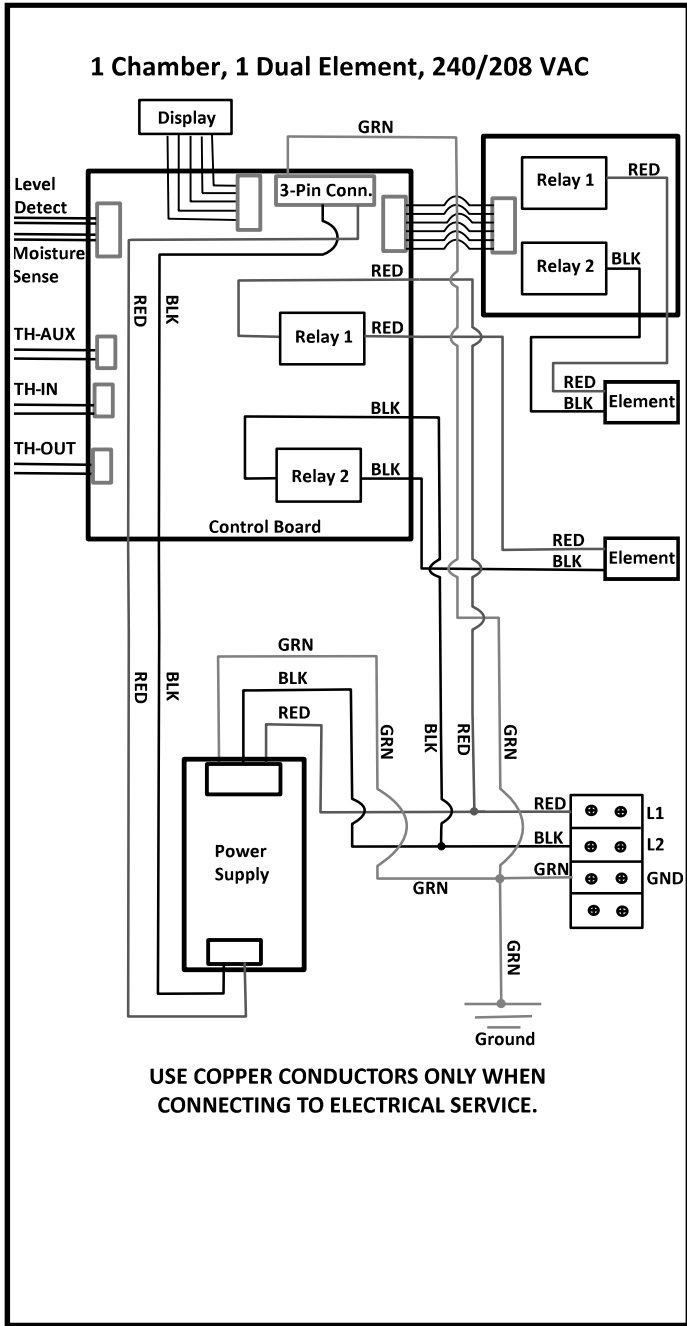 1 Chamber, 1 Dual Element, 240/208 VAC
Display
GRN
3-Pin Conn.
Relay 1
RED
Relay 2
BLK
Level
Detect
Moisture
Sense
RED
BLK
RED
Relay 1
RED
TH-AUX
TH-IN
TH-OUT
BLK
Relay 2
BLK
Control Board
RED
BLK
Element
RED
BLK
Element
GRN
BLK
RED
RED
BLK
GRN
BLK
RED
GRN
RED
L1
BLK
L2
GRN
GND
GRN
Power
Supply
GRN
Ground
USE COPPER CONDUCTORS ONLY WHEN
CONNECTING TO ELECTRICAL SERVICE.